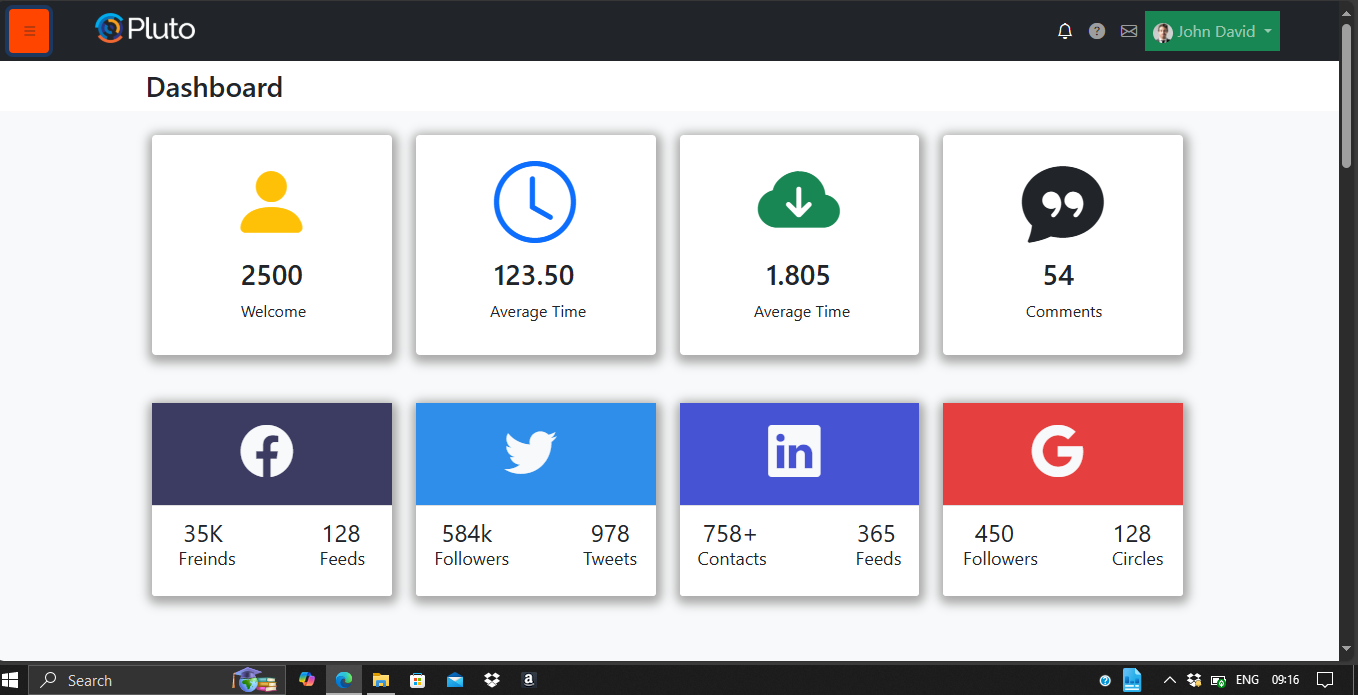 Pluto
? John David
Dashboard
2500 123.50 1.805 54
Welcome Average Time Average Time Comments
in G
35K 128 584k 978 758+ 365 450 128
Freinds Feeds Followers Tweets Contacts Feeds Followers Circles
Search a ? ENG 09:16